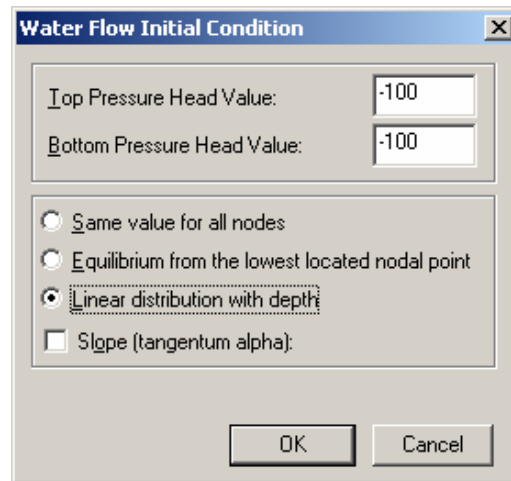 Water Flow Initial Condition
Top Pressure Head Value: -100
Bottom Pressure Head Value: -100
Same value for all nodes
Equilibrium from the lowest located nodal point
Linear distribution with depth
Slope (tangentum alpha):
OK Cancel